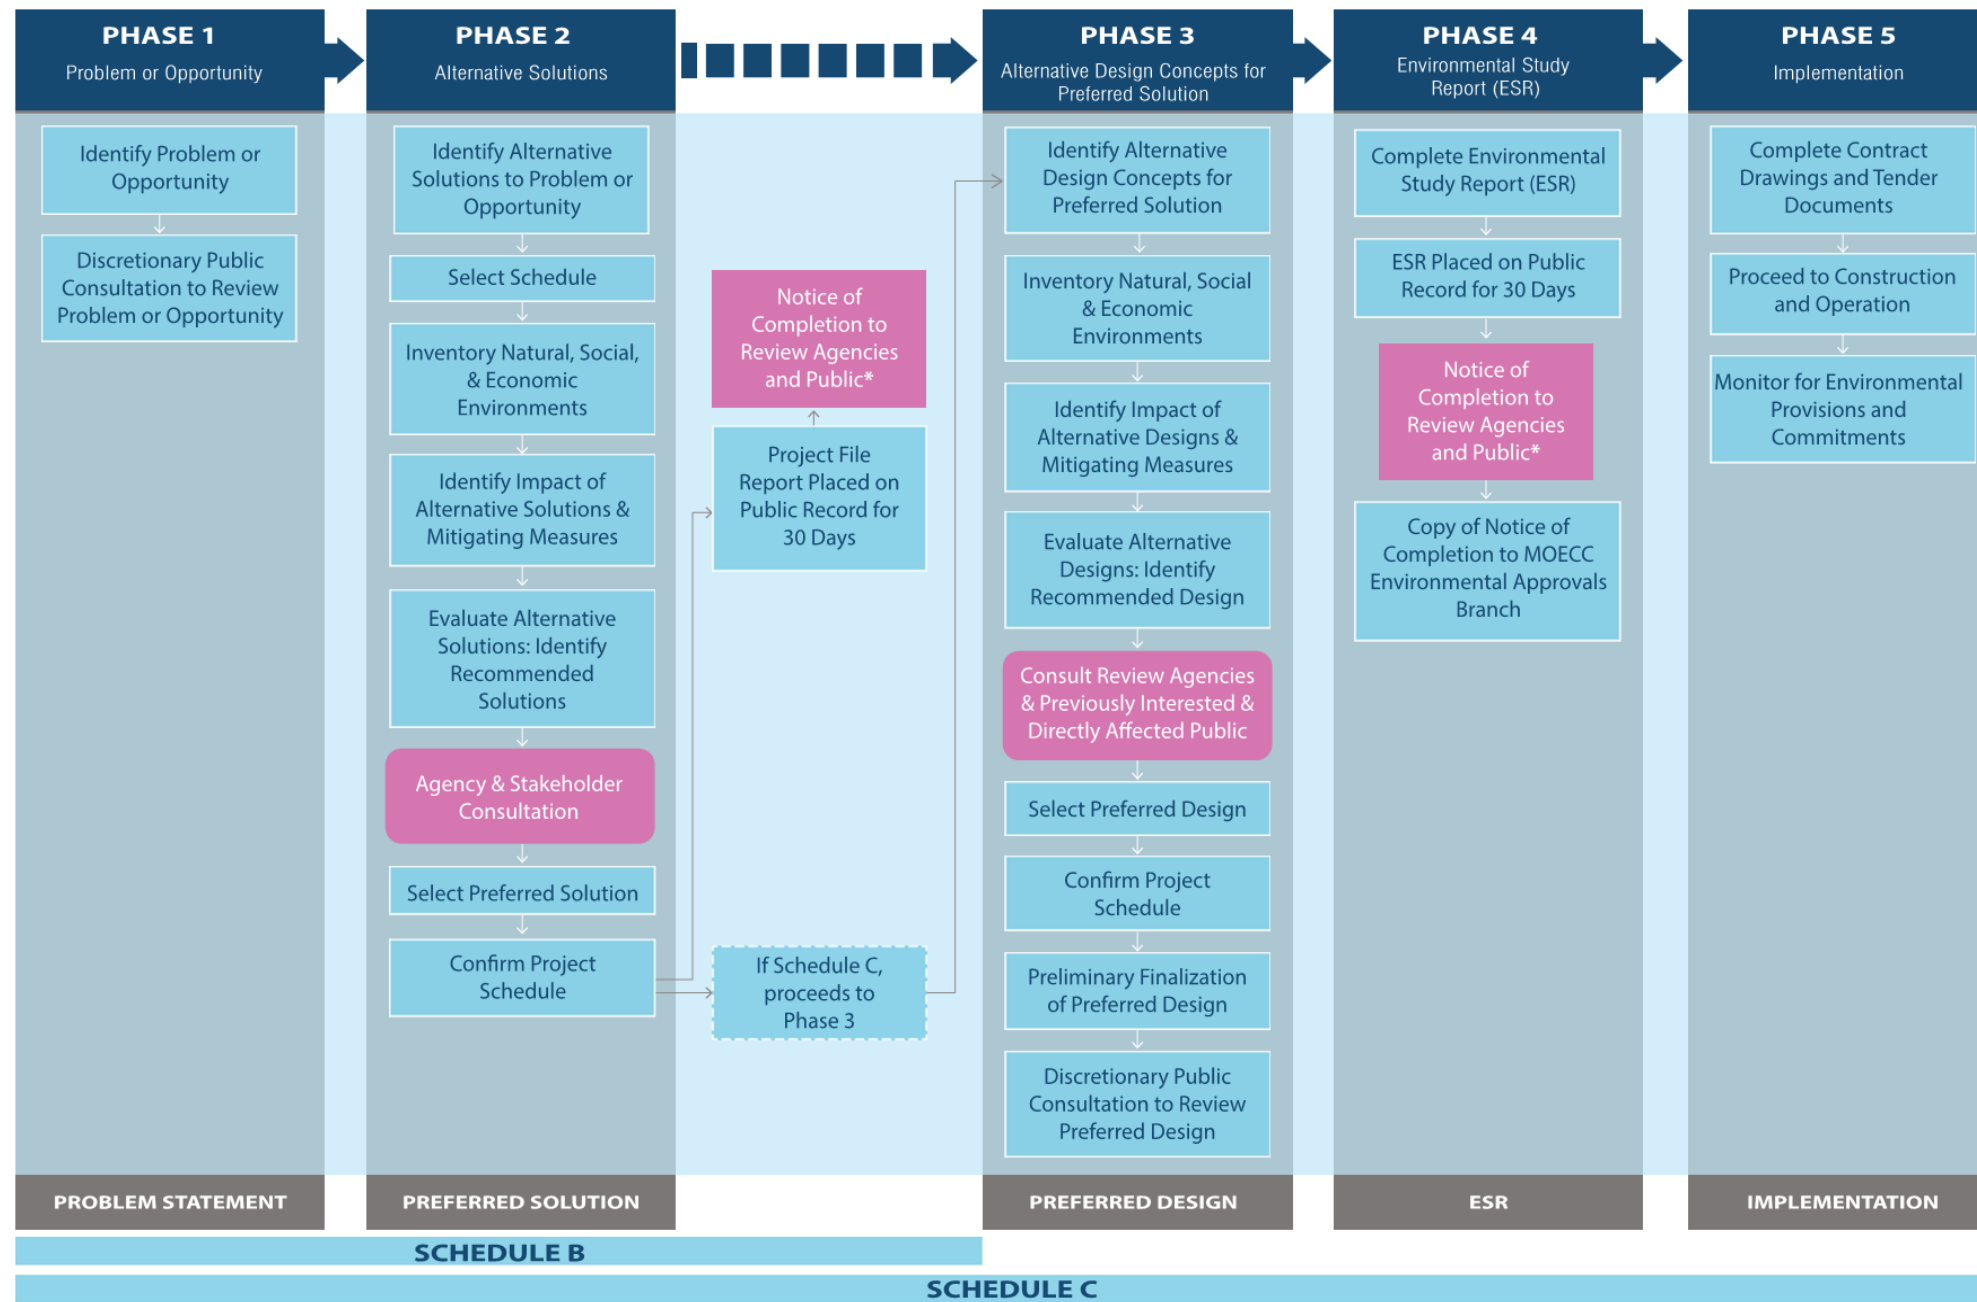 PHASE 1
Problem or Opportunity
Identify Problem or
Opportunity
Discretionary Public
Consultation to Review
Problem or Opportunity
PROBLEM STATEMENT
PHASE 2
Alternative Solutions
Identify Alternative
Solutions to Problem or
Opportunity
Select Schedule
Inventory Natural, Social,
& Economic
Environments
Identify Impact of
Alternative Solutions &
Mitigating Measures
Evaluate Alternative
Solutions: Identify
Recommended
Solutions
Agency & Stakeholder
Consultation
Select Preferred Solution
Confirm Project
Schedule
PREFERRED SOLUTION
Notice of
Completion to
Review Agencies
and Public*
Project File
Report Placed on
Public Record for
30 Days
If Schedule C,
proceeds to
Phase 3
PHASE 3
Alternative Design Concepts for
Preferred Solution
Identify Alternative
Design Concepts for
Preferred Solution
Inventory Natural, Social
& Economic
Environments
Identify Impact of
Alternative Designs &
Mitigating Measures
Evaluate Alternative
Designs: Identify
Recommended Design
Consult Review Agencies
& Previously Interested &
Directly Affected Public
Select Preferred Design
Confirm Project
Schedule
Preliminary Finalization
of Preferred Design
Discretionary Public
Consultation to Review
Preferred Design
PREFERRED DESIGN
PHASE 4
Environmental Study
Report (ESR)
Complete Environmental
Study Report (ESR)
ESR Placed on Public
Record for 30 Days
Notice of
Completion to
Review Agencies
and Public*
Copy of Notice of
Completion to MOECC
Environmental Approvals
Branch
ESR
PHASE 5
Implementation
Complete Contract
Drawings and Tender
Documents
Proceed to Construction
and Operation
Monitor for Environmental
Provisions and
Commitments
IMPLEMENTATION
SCHEDULE B
SCHEDULE C